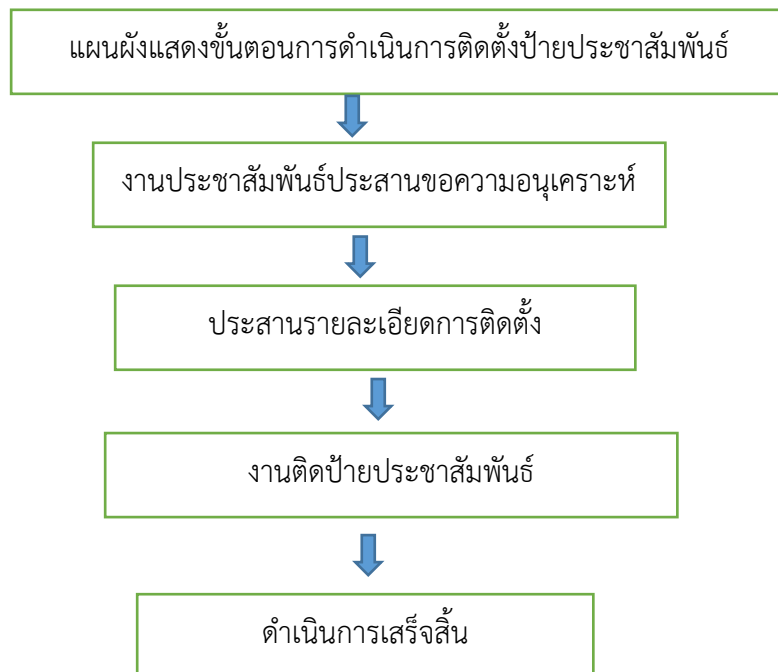 แผนผังแสดงขั้นตอนการดำเนินการติดตั้งป้ายประชาสัมพันธ์
งานประชาสัมพันธ์ประสานขอความอนุเคราะห์
ประสานรายละเอียดการติดตั้ง
งานติดป้ายประชาสัมพันธ์
ดำเนินการเสร็จสิ้น